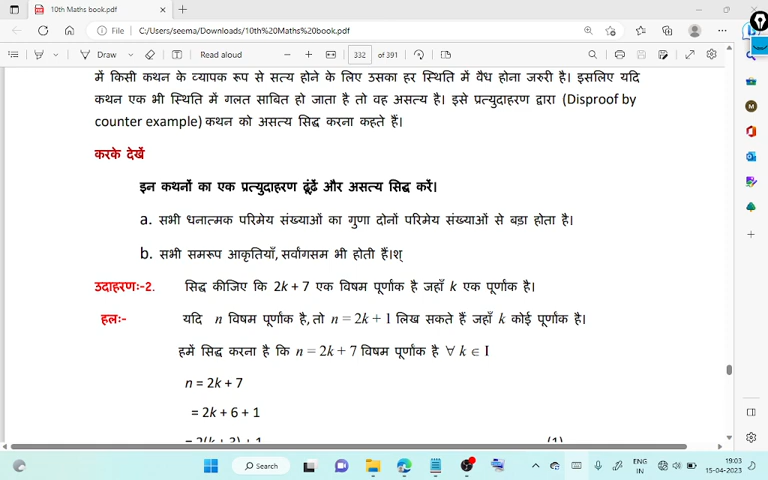 10th Maths book.pdf
File
C:/Users/seema/Downloads/10th%20Maths%20book.pdf
Draw
Read aloud
332 of 391
में किसी कथन के व्यापक रूप से सत्य होने के लिए उसका हर स्थिति में वैध होना जरुरी है। इसलिए यदि
कथन एक भी स्थिति में गलत साबित हो जाता है तो वह असत्य है। इसे प्रत्युदाहरण द्वारा (Disproof by
counter example) कथन को असत्य सिद्ध करना कहते हैं।
करके देखें
इन कथनों का एक प्रत्युदाहरण ढूंढें और असत्य सिद्ध करें।
a. सभी धनात्मक परिमेय संख्याओं का गुणा दोनों परिमेय संख्याओं से बड़ा होता है।
b. सभी समरूप आकृतियाँ, सर्वांगसम भी होती हैं।श्
उदाहरणः-2. सिद्ध कीजिए कि 2k + 7 एक विषम पूर्णांक है जहाँ k एक पूर्णांक है।
हलः- यदि n विषम पूर्णांक है, तो n = 2k + 1 लिख सकते हैं जहाँ k कोई पूर्णांक है।
हमें सिद्ध करना है कि n = 2k + 7 विषम पूर्णांक है ∀ k ∈ I
n = 2k + 7
= 2k + 6 + 1
= 2(k + 3) + 1 (1)
Search
ENG
IN
19:03
15-04-2023